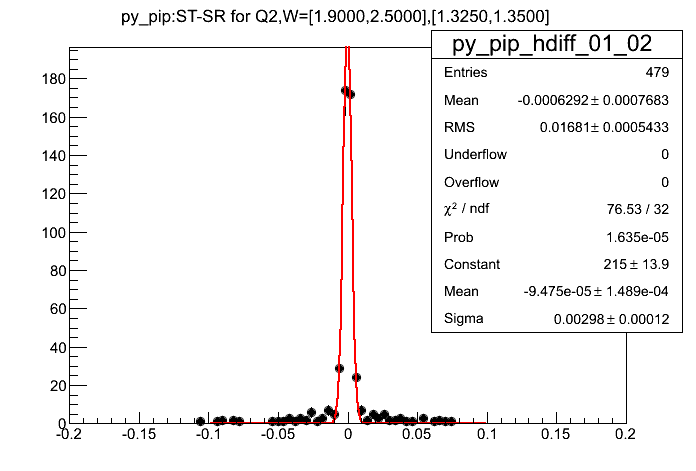 py_pip:ST-SR for Q2,W=[1.9000,2.5000],[1.3250,1.3500]
py_pip_hdiff_01_02
Entries 479
Mean -0.0006292 ± 0.0007683
RMS 0.01681 ± 0.0005433
Underflow 0
Overflow 0
χ² / ndf 76.53 / 32
Prob 1.635e-05
Constant 215 ± 13.9
Mean -9.475e-05 ± 1.489e-04
Sigma 0.00298 ± 0.00012
180
160
140
120
100
80
60
40
20
0
-0.2 -0.15 -0.1 -0.05 0 0.05 0.1 0.15 0.2